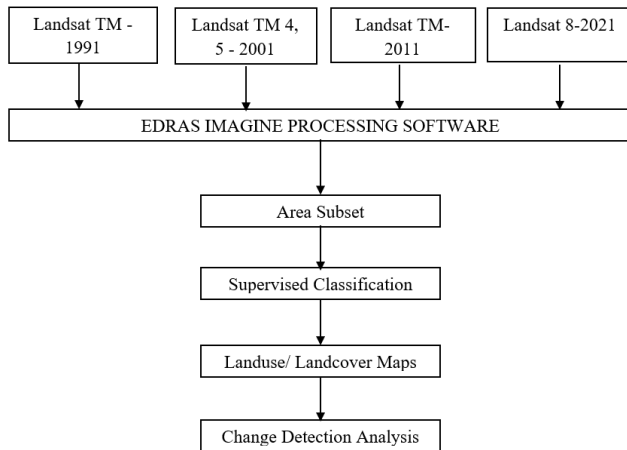 Landsat TM -
1991
Landsat TM 4,
5 - 2001
Landsat TM-
2011
Landsat 8-2021
EDRAS IMAGINE PROCESSING SOFTWARE
Area Subset
Supervised Classification
Landuse/ Landcover Maps
Change Detection Analysis